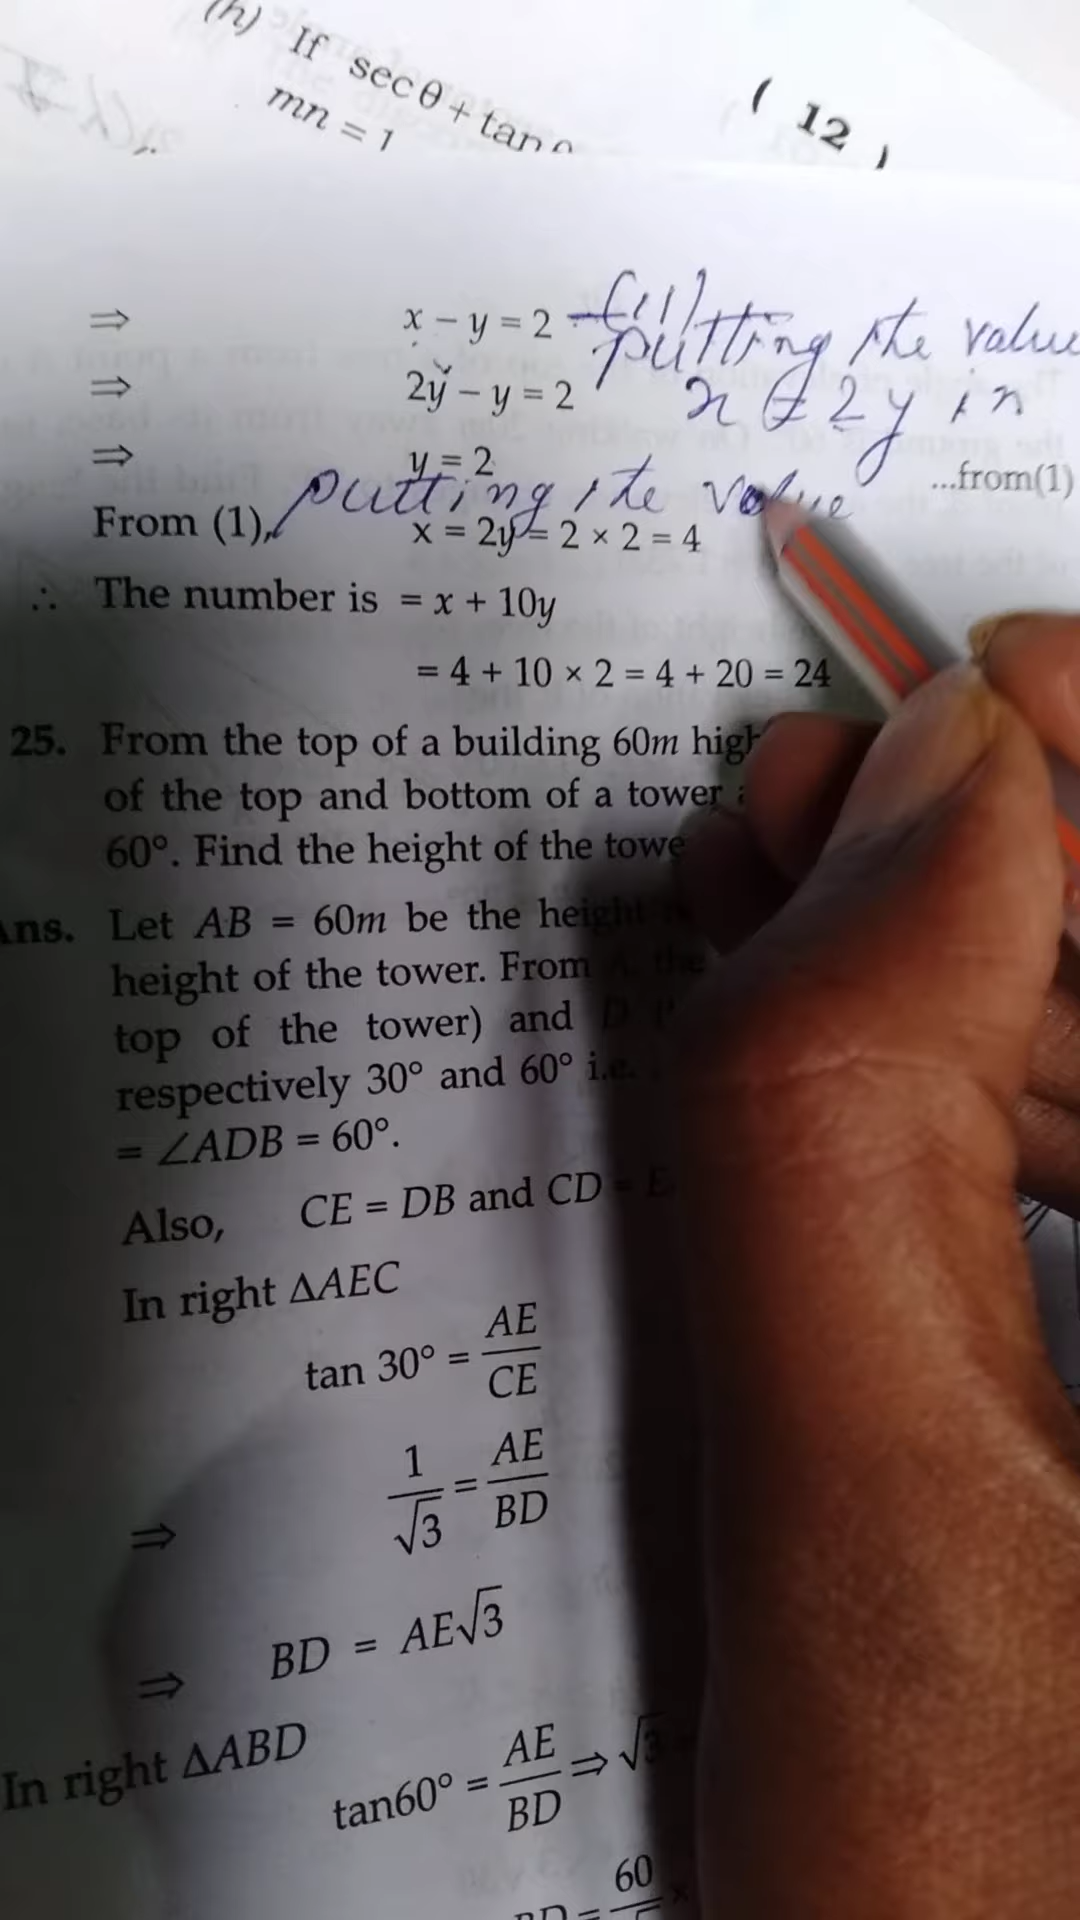 (h) If secθ + tan
mn = 1
( 12 )
⇒ x − y = 2 —(11)
putting the value
⇒ 2y − y = 2 x = 2y in
⇒ y = 2 ...from(1)
putting the value
From (1), x = 2y = 2 × 2 = 4
∴ The number is = x + 10y
= 4 + 10 × 2 = 4 + 20 = 24
25. From the top of a building 60m high
of the top and bottom of a tower
60°. Find the height of the towe
Ans. Let AB = 60m be the height
height of the tower. From A, the
top of the tower) and D
respectively 30° and 60° i.e.
= ∠ADB = 60°.
Also, CE = DB and CD = E
In right ΔAEC
tan 30° = AE/CE
⇒ 1/√3 = AE/BD
⇒ BD = AE√3
In right ΔABD
tan60° = AE/BD ⇒ √3
BD = 60/